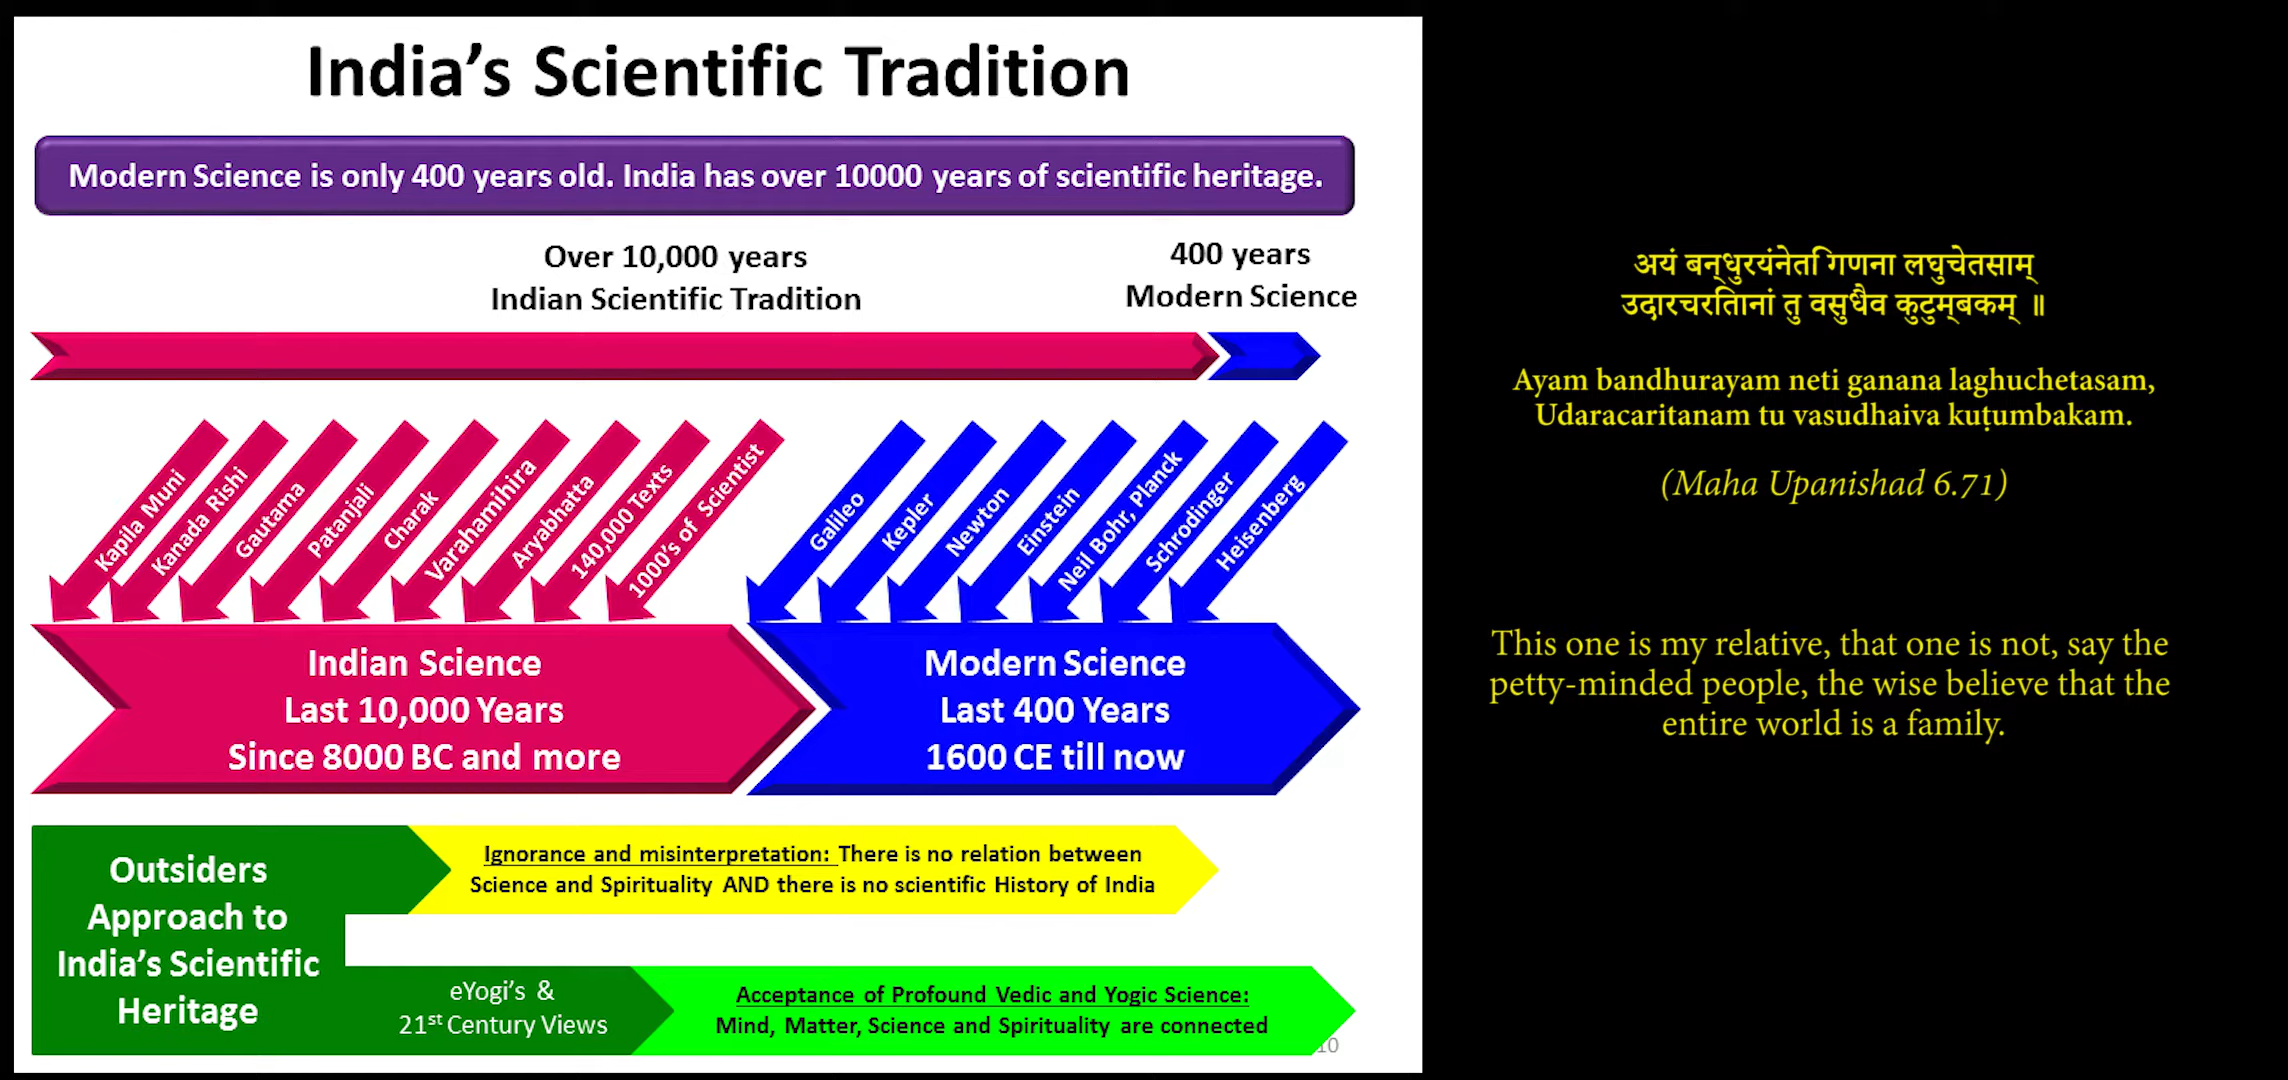 India's Scientific Tradition
Modern Science is only 400 years old. India has over 10000 years of scientific heritage.
Over 10,000 years
Indian Scientific Tradition
400 years
Modern Science
Kapila Muni
Kanada Rishi
Gautama
Patanjali
Charak
Varahamihira
Aryabhatta
140,000 Texts
1000's of Scientist
Galileo
Kepler
Newton
Einstein
Neil Bohr, Planck
Schrodinger
Heisenberg
Indian Science
Last 10,000 Years
Since 8000 BC and more
Modern Science
Last 400 Years
1600 CE till now
Outsiders
Approach to
India's Scientific
Heritage
Ignorance and misinterpretation: There is no relation between
Science and Spirituality AND there is no scientific History of India
eYogi's &
21st Century Views
Acceptance of Profound Vedic and Yogic Science:
Mind, Matter, Science and Spirituality are connected
10
अयं बन्धुरयंनेति गणना लघुचेतसाम्
उदारचरितानां तु वसुधैव कुटुम्बकम् ॥
Ayam bandhurayam neti ganana laghuchetasam,
Udaracaritanam tu vasudhaiva kuṭumbakam.
(Maha Upanishad 6.71)
This one is my relative, that one is not, say the
petty-minded people, the wise believe that the
entire world is a family.